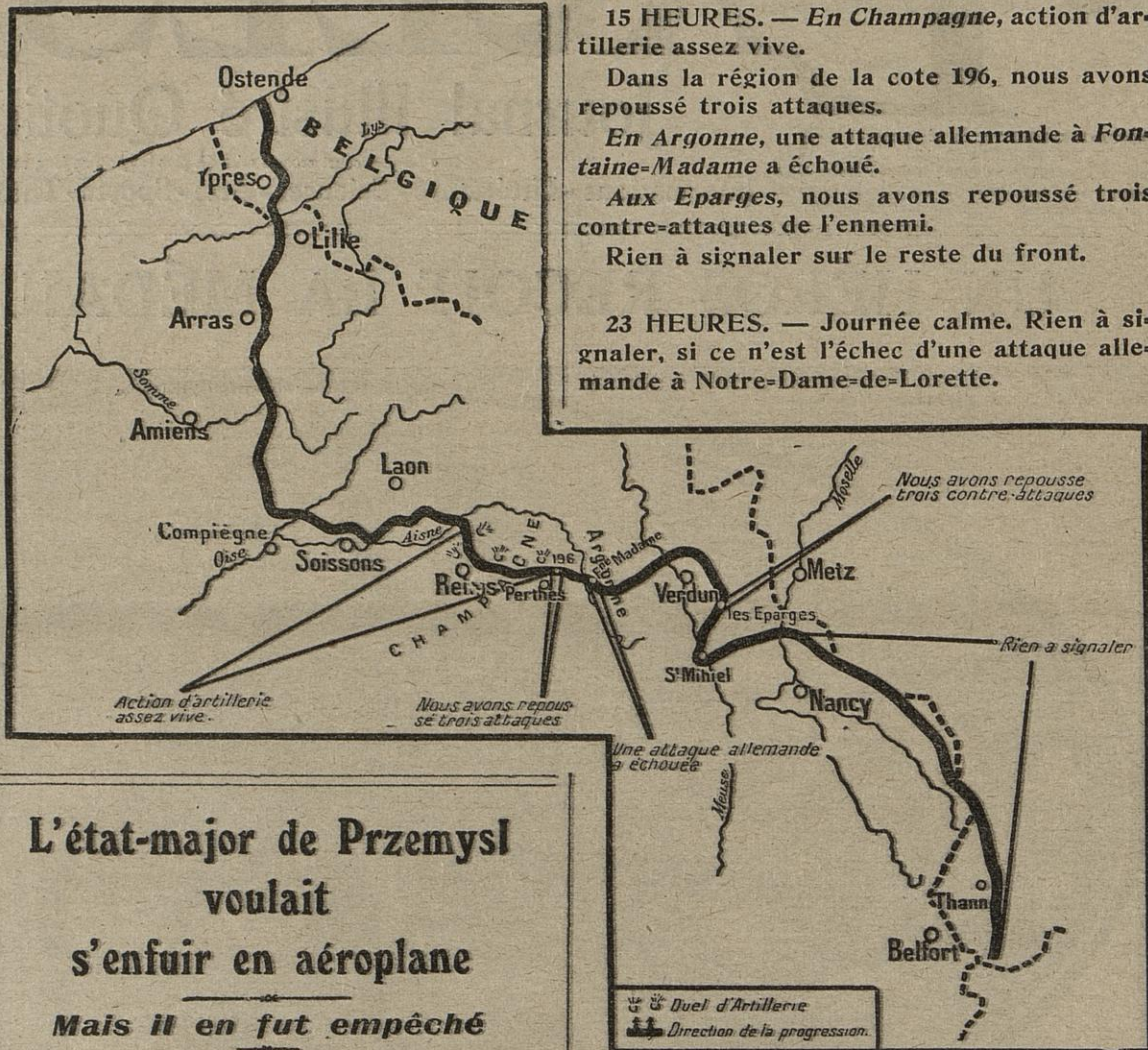 15 HEURES. — En Champagne, action d'ar-
tillerie assez vive.
Dans la région de la cote 196, nous avons
repoussé trois attaques.
En Argonne, une attaque allemande à Fon-
taine-Madame a échoué.
Aux Eparges, nous avons repoussé trois
contre-attaques de l'ennemi.
Rien à signaler sur le reste du front.
23 HEURES. — Journée calme. Rien à si-
gnaler, si ce n'est l'échec d'une attaque alle-
mande à Notre-Dame-de-Lorette.
Ostende
BELGIQUE
Lys
Ypres
Lille
Arras
Somme
Amiens
Laon
Compiègne
Oise
Soissons
Aisne
Reims
CHAMPAGNE
196
Perthes
Argonne
Madame
Verdun
Moselle
Metz
les Eparges
St Mihiel
Nancy
Meuse
Thann
Belfort
Nous avons repousse
trois contre-attaques
Rien a signaler
Action d'artillerie
assez vive.
Nous avons repous-
sé trois attaques
Une attaque allemande
a échouée
Duel d'Artillerie
Direction de la progression.
L'état-major de Przemysl
voulait
s'enfuir en aéroplane
Mais il en fut empêché